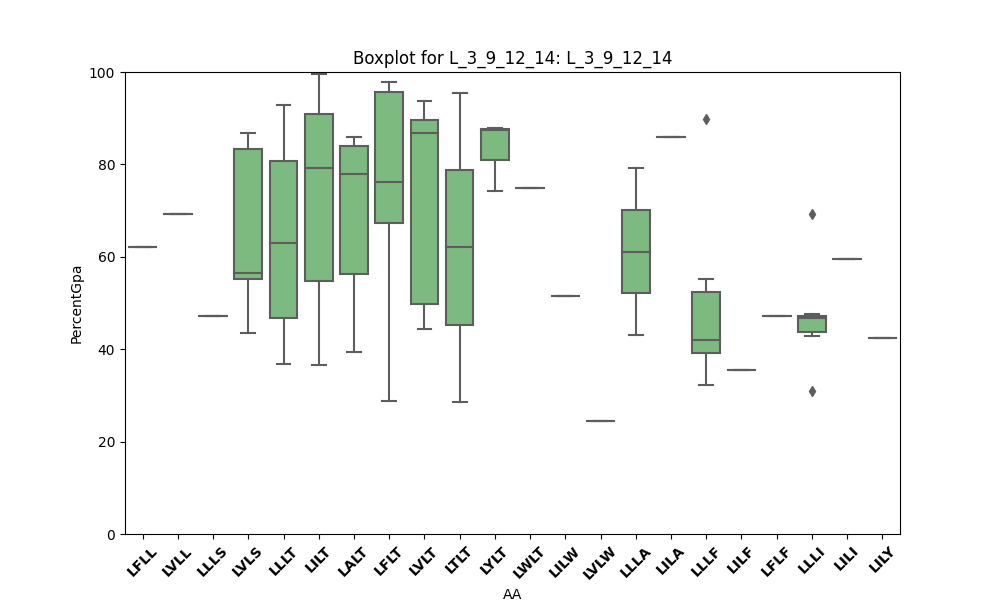 Boxplot for L_3_9_12_14: L_3_9_12_14
PercentGpa
100
80
60
40
20
0
LFLL LVLL LLLS LVLS LLLT LILT LALT LFLT LVLT LTLT LYLT LWLT LILW LVLW LLLA LILA LLLF LILF LFLF LLLI LILI LILY
AA